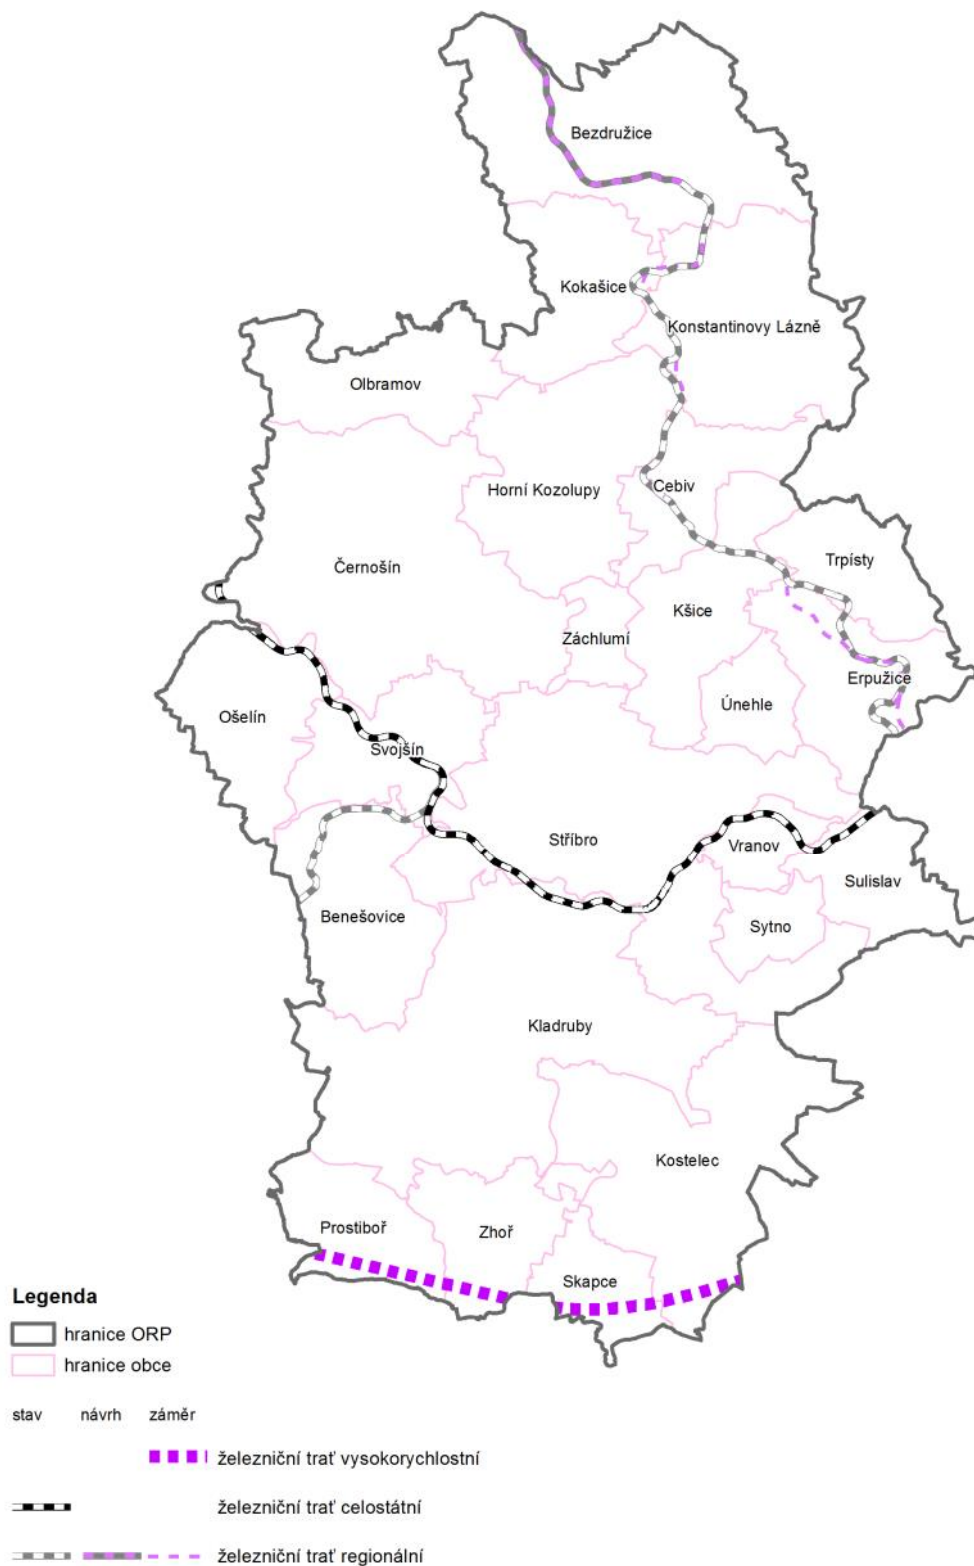 Bezdružice
Kokašice
Konstantinovy Lázně
Olbramov
Horní Kozolupy
Cebiv
Trpísty
Černošín
Kšice
Záchlumí
Erpužice
Únehle
Ošelín
Svojšín
Stříbro
Vranov
Sulislav
Benešovice
Sytno
Kladruby
Kostelec
Prostiboř
Zhoř
Skapce
Legenda
hranice ORP
hranice obce
stav návrh záměr
železniční trať vysokorychlostní
železniční trať celostátní
železniční trať regionální